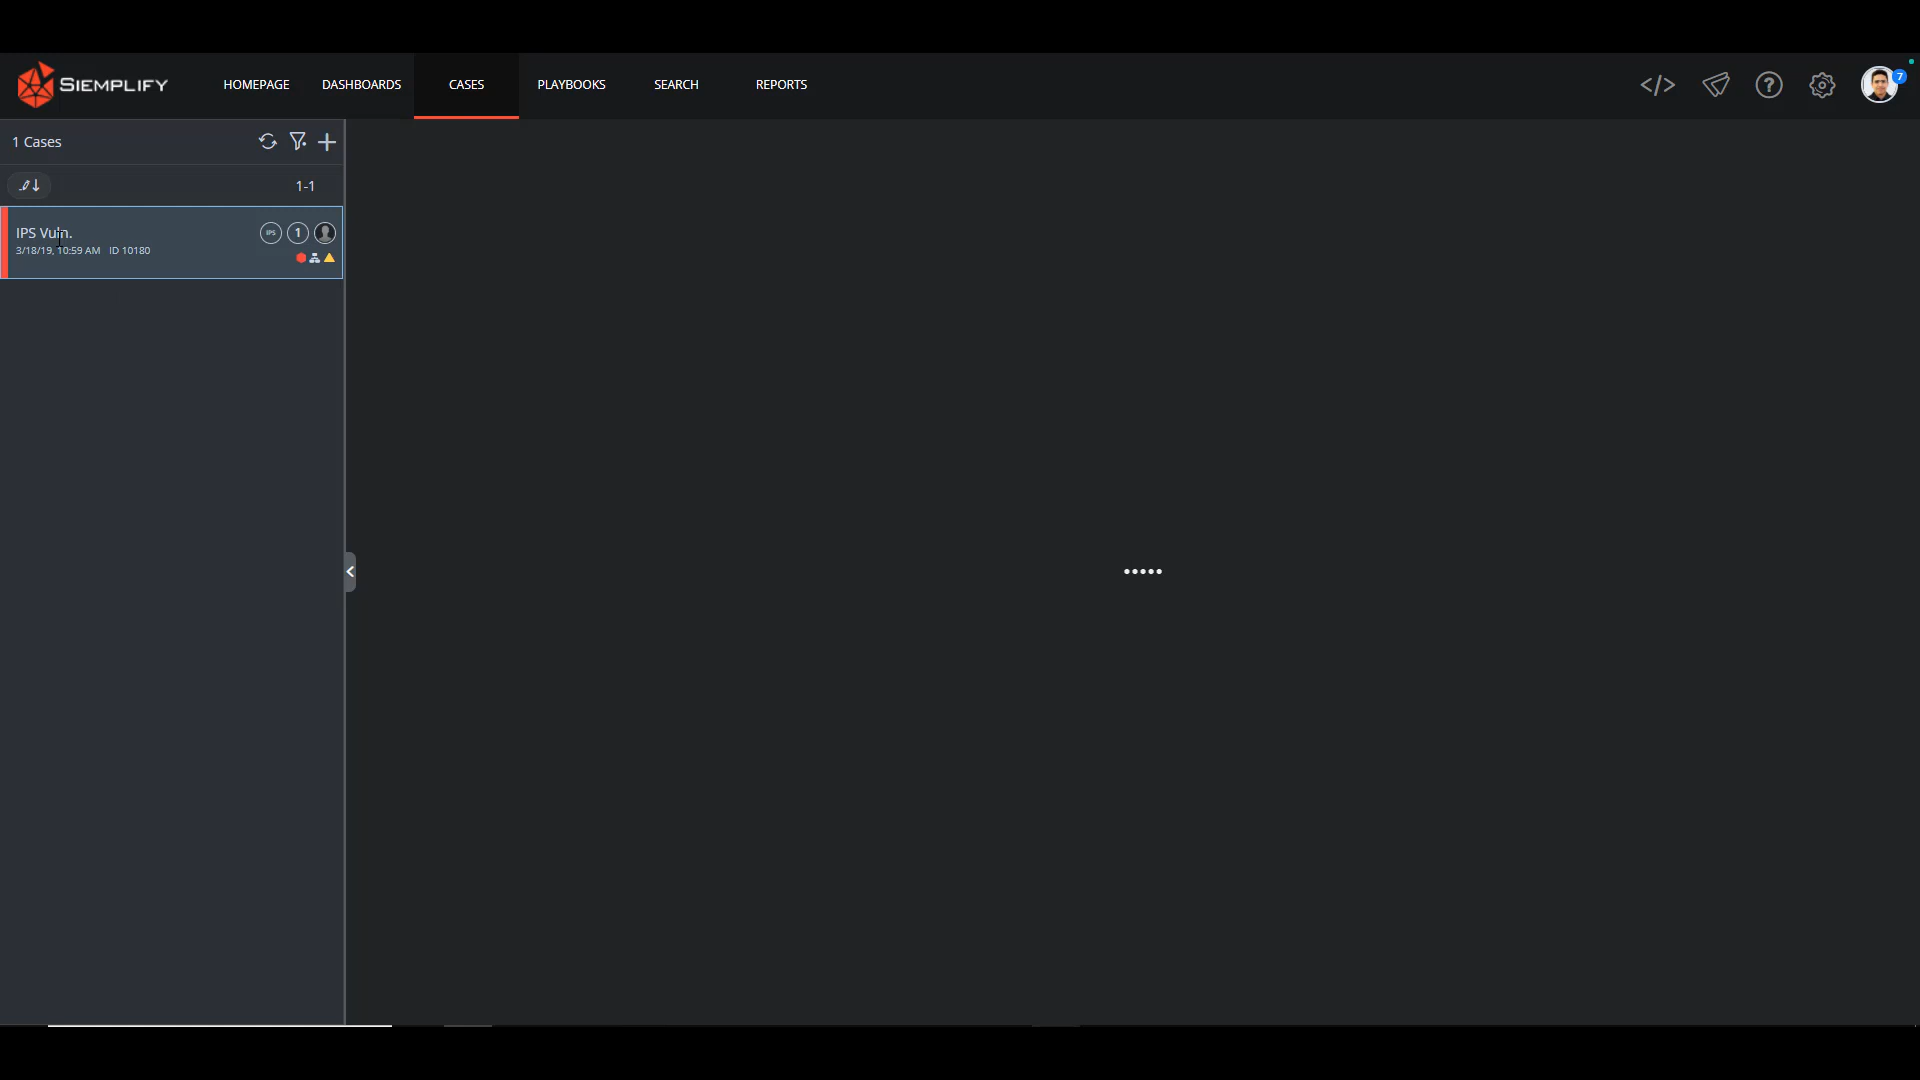 SIEMPLIFY
HOMEPAGE
DASHBOARDS
CASES
PLAYBOOKS
SEARCH
REPORTS
7
1 Cases
1-1
IPS Vuln.
IPS
1
3/18/19, 10:59 AM ID 10180